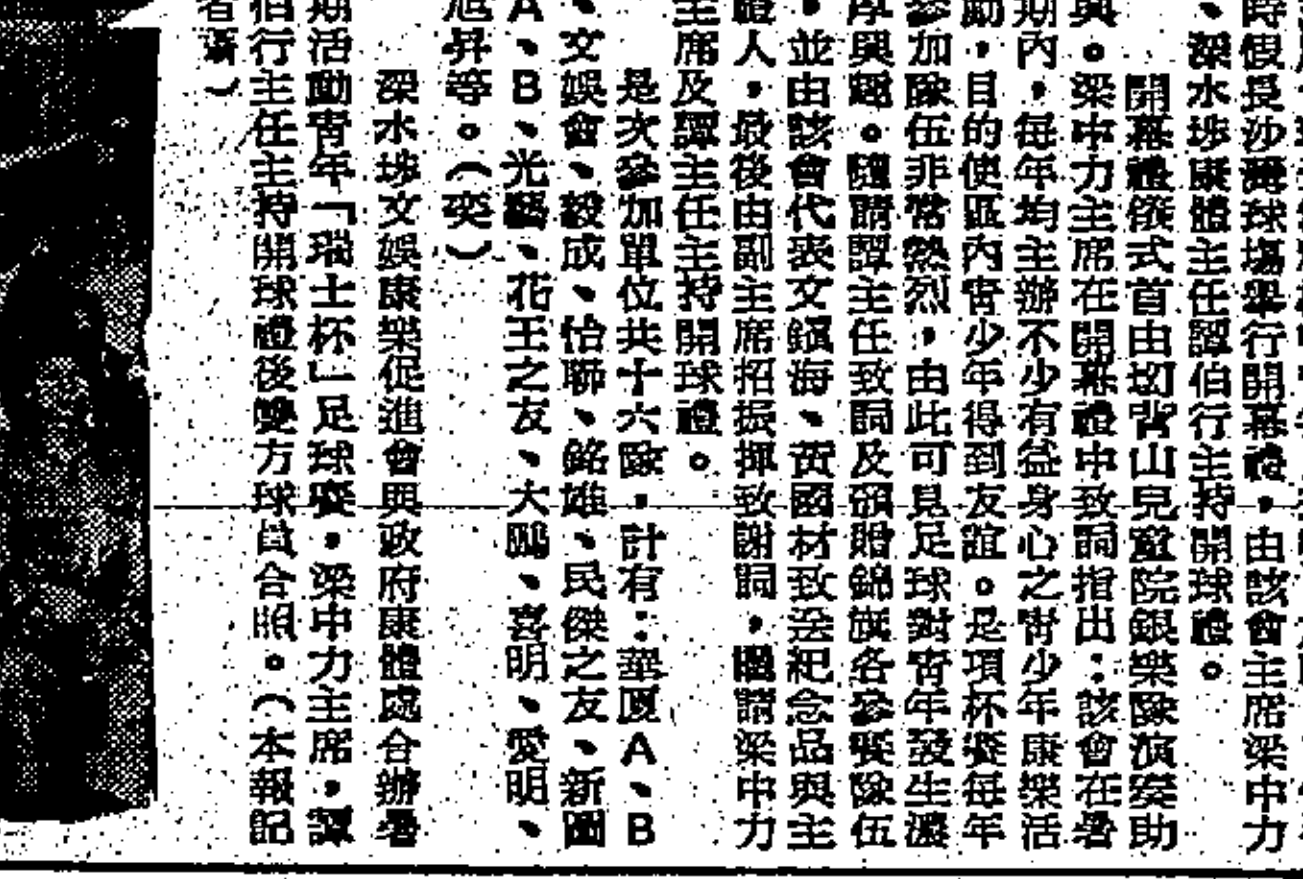 時假長沙灣球場舉行開幕禮，由該會主席梁中力
、深水埗康體主任譚伯行主持開球禮。
開幕禮儀式首由切背山兒童院銀樂隊演奏助
興。梁中力主席在開幕禮中致詞指出：該會在暑
期內，每年均主辦不少有益身心之青少年康樂活
動，目的使區內青少年得到友誼。是項杯賽每年
參加隊伍非常熱烈，由此可見足球對青年發生濃
厚興趣。隨請譚主任致詞及頒贈錦旗各參賽隊伍
，並由該會代表文鎮海、黃國材致送紀念品與主
禮人，最後由副主席招振揮致謝詞，隨請梁中力
主席及譚主任主持開球禮。
是次參加單位共十六隊，計有：華厦A、B
、文娛會、毅成、怡聯、銘雄、民傑之友、新圖
A、B、光藝、花王之友、大鵬、喜明、愛明、
旭昇等。（奕）
深水埗文娛康樂促進會與政府康體處合辦暑
期活動青年「瑞士杯」足球賽，梁中力主席，譚
伯行主任主持開球禮後雙方球員合照。（本報記
者攝）